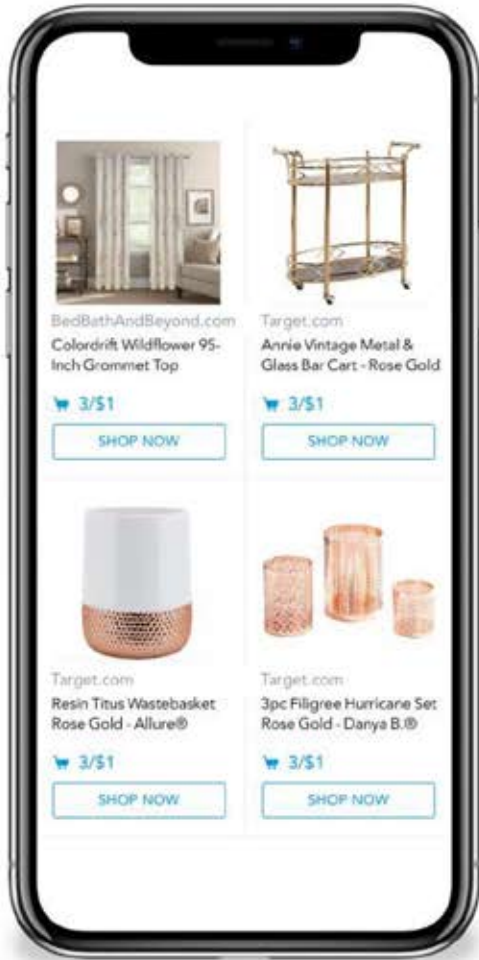 BedBathAndBeyond.com
Colordrift Wildflower 95-
Inch Grommet Top
3/$1
SHOP NOW
Target.com
Annie Vintage Metal &
Glass Bar Cart - Rose Gold
3/$1
SHOP NOW
Target.com
Resin Titus Wastebasket
Rose Gold - Allure®
3/$1
SHOP NOW
Target.com
3pc Filigree Hurricane Set
Rose Gold - Danya B.®
3/$1
SHOP NOW